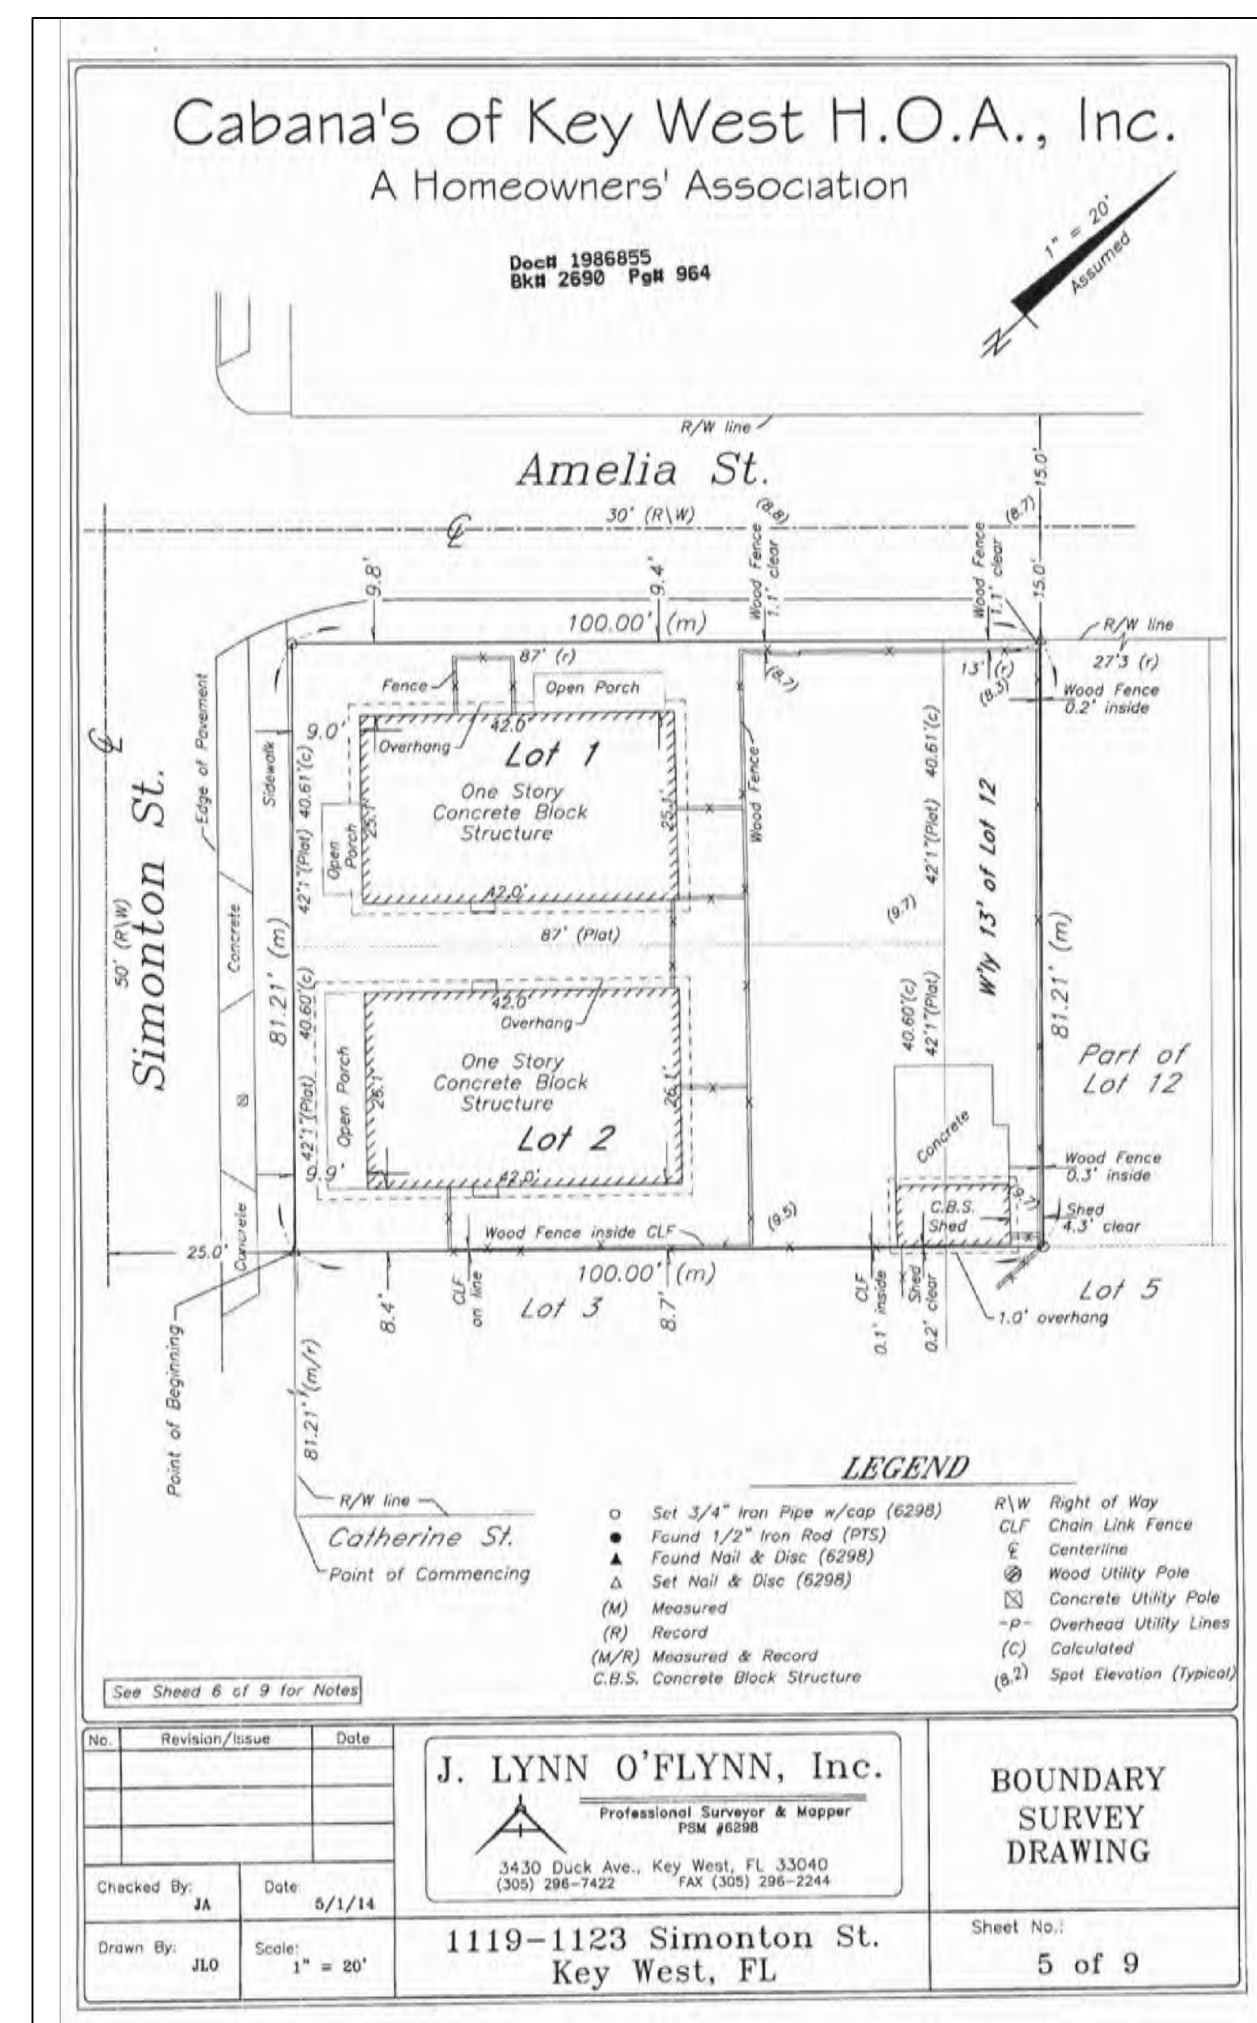 Cabana's of Key West H.O.A., Inc.
A Homeowners' Association
Doc# 1986855
Bk# 2690 Pg# 964
1" = 20'
Assumed
N
R/W line
Amelia St.
30' (R\W)
(8.8)
(8.7)
15.0'
15.0'
9.8'
9.4'
Wood Fence
1.1' clear
Wood Fence
1.1' clear
100.00' (m)
R/W line
27'3 (r)
87' (r)
13' (r)
(8.7)
(8.3)
Fence
Open Porch
Wood Fence
0.2' inside
9.0'
42.0'
Overhang
Lot 1
One Story
Concrete Block
Structure
25.1'
25.1'
42.0'
Open
Porch
Sidewalk
Edge of Pavement
42'1"(Plat) 40.61'(c)
Wood Fence
42'1"(Plat) 40.61'(c)
W'ly 13' of Lot 12
(9.7)
87' (Plat)
Simonton St.
50' (R\W)
Concrete
81.21' (m)
81.21' (m)
42'1"(Plat) 40.60'(c)
40.60'(c)
42'1"(Plat)
42.0'
Overhang
Open Porch
One Story
Concrete Block
Structure
26.1'
Lot 2
42.0'
9.9'
Part of
Lot 12
Concrete
Wood Fence
0.3' inside
C.B.S.
Shed
(9.7)
Shed
4.3' clear
(9.5)
Wood Fence inside CLF
Concrete
25.0'
100.00' (m)
8.4'
CLF
on line
Lot 3
8.7'
CLF
0.1' inside
Shed
0.2' clear
1.0' overhang
Lot 5
Point of Beginning
81.21' (m/r)
R/W line
Catherine St.
Point of Commencing
LEGEND
Set 3/4" Iron Pipe w/cap (6298)
Found 1/2" Iron Rod (PTS)
Found Nail & Disc (6298)
Set Nail & Disc (6298)
(M) Measured
(R) Record
(M/R) Measured & Record
C.B.S. Concrete Block Structure
R\W Right of Way
CLF Chain Link Fence
℄ Centerline
Wood Utility Pole
Concrete Utility Pole
-P- Overhead Utility Lines
(C) Calculated
(8.2) Spot Elevation (Typical)
See Sheed 6 of 9 for Notes
No. Revision/Issue Date
Checked By:
JA
Date:
5/1/14
Drawn By:
JLO
Scale:
1" = 20'
J. LYNN O'FLYNN, Inc.
Professional Surveyor & Mapper
PSM #6298
3430 Duck Ave., Key West, FL 33040
(305) 296-7422 FAX (305) 296-2244
1119-1123 Simonton St.
Key West, FL
BOUNDARY
SURVEY
DRAWING
Sheet No.:
5 of 9